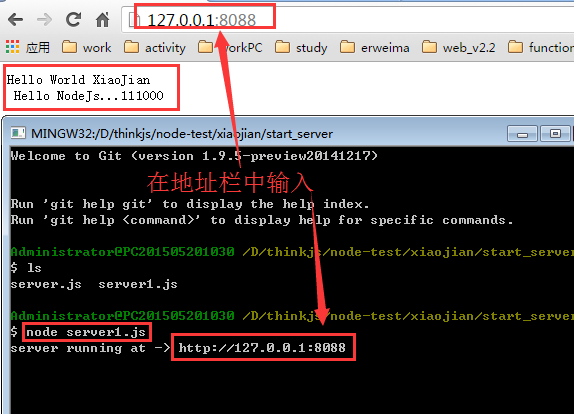 127.0.0.1:8088
应用 work activity WorkPC study erweima web_v2.2 function
Hello World XiaoJian
Hello NodeJs...111000
MINGW32:/D/thinkjs/node-test/xiaojian/start_server
Welcome to Git (version 1.9.5-preview20141217)
在地址栏中输入
Run 'git help git' to display the help index.
Run 'git help <command>' to display help for specific commands.
Administrator@PC201505201030 /D/thinkjs/node-test/xiaojian/start_server
$ ls
server.js server1.js
Administrator@PC201505201030 /D/thinkjs/node-test/xiaojian/start_server
$ node server1.js
server running at -> http://127.0.0.1:8088